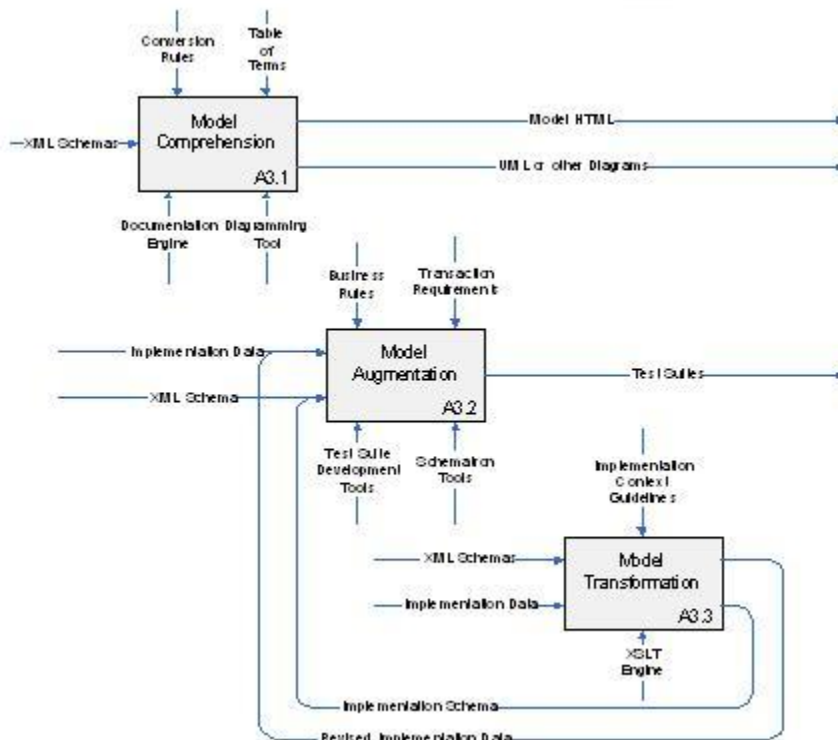 Conversion
Rules
Table
of
Terms
Model
Comprehension
A3.1
XML Schemas
Model HTML
UML or other Diagrams
Documentation
Engine
Diagramming
Tool
Business
Rules
Transaction
Requirements
Implementation Data
XML Schema
Model
Augmentation
A3.2
Test Suites
Test Suite
Development
Tools
Schematron
Tools
Implementation
Context
Guidelines
XML Schemas
Implementation Data
Model
Transformation
A3.3
XSLT
Engine
Implementation Schema
Revised Implementation Data